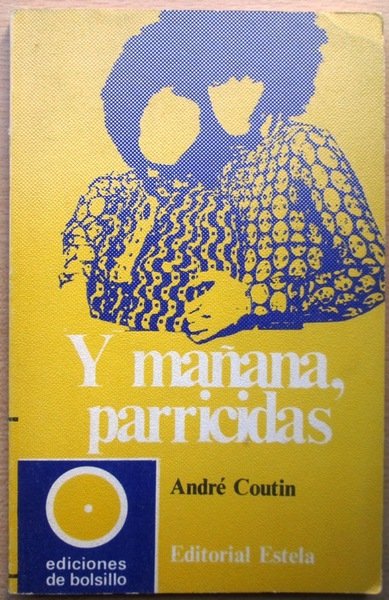 Y mañana,
parricidas
André Coutin
Editorial Estela
ediciones
de bolsillo